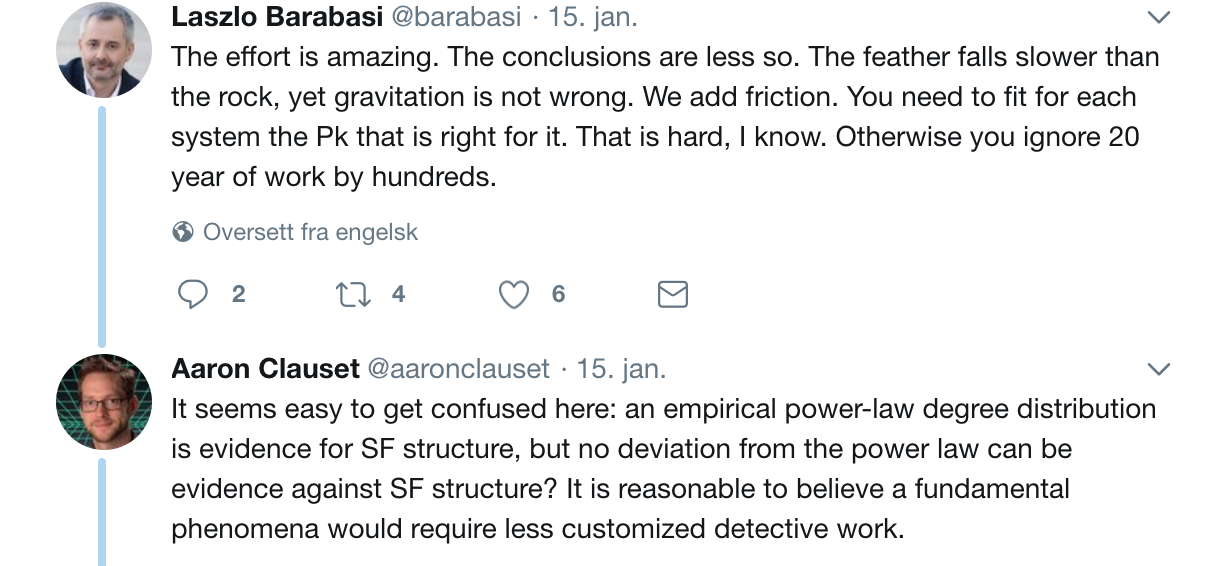 Laszlo Barabasi @barabasi · 15. jan.
The effort is amazing. The conclusions are less so. The feather falls slower than
the rock, yet gravitation is not wrong. We add friction. You need to fit for each
system the Pk that is right for it. That is hard, I know. Otherwise you ignore 20
year of work by hundreds.
Oversett fra engelsk
2 4 6
Aaron Clauset @aaronclauset · 15. jan.
It seems easy to get confused here: an empirical power-law degree distribution
is evidence for SF structure, but no deviation from the power law can be
evidence against SF structure? It is reasonable to believe a fundamental
phenomena would require less customized detective work.